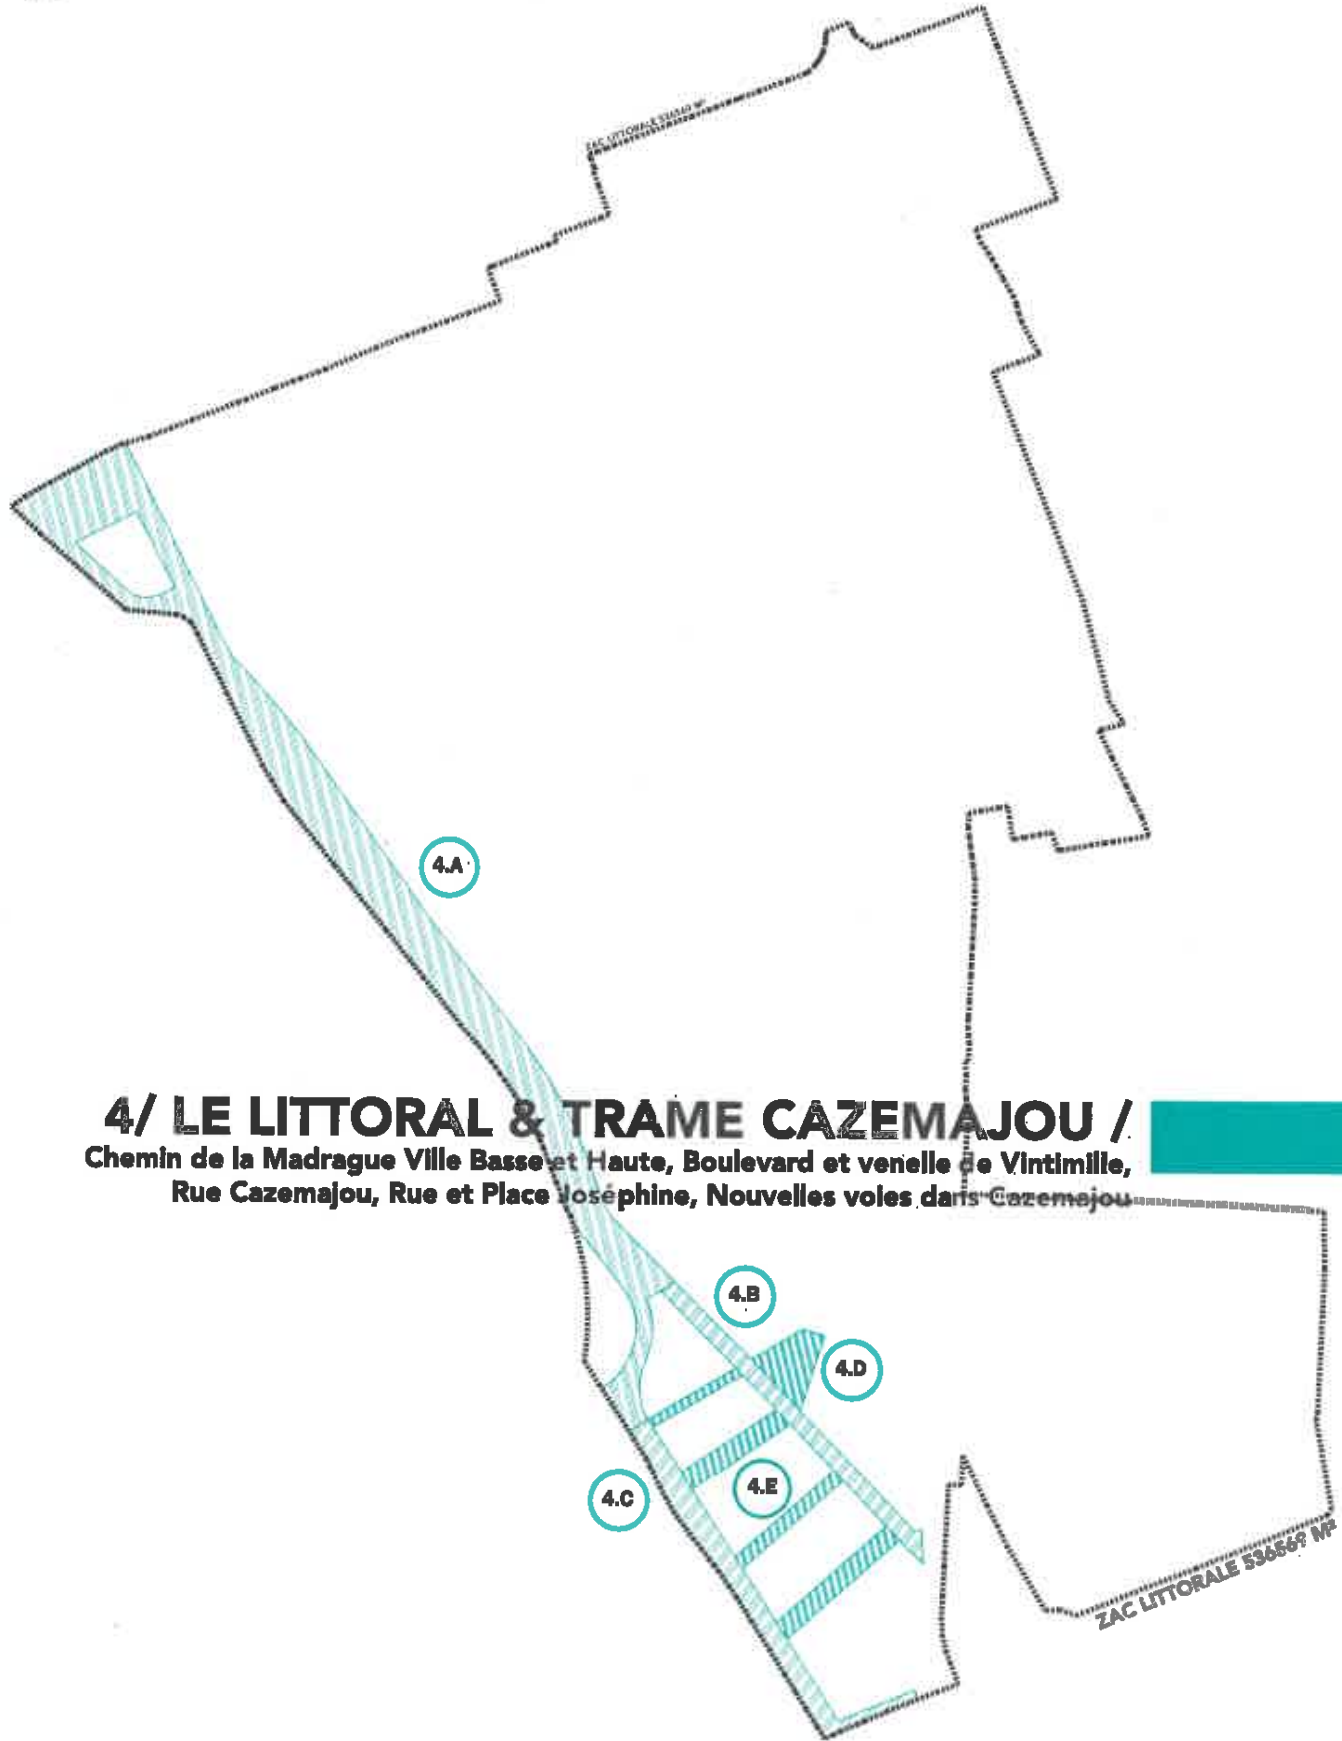 ZAC LITTORALE 536569 M²
4.A
4/ LE LITTORAL & TRAME CAZEMAJOU /
Chemin de la Madrague Ville Basse et Haute, Boulevard et venelle de Vintimille,
Rue Cazemajou, Rue et Place Joséphine, Nouvelles voies dans Cazemajou
4.B
4.D
4.E
4.C
ZAC LITTORALE 536569 M²